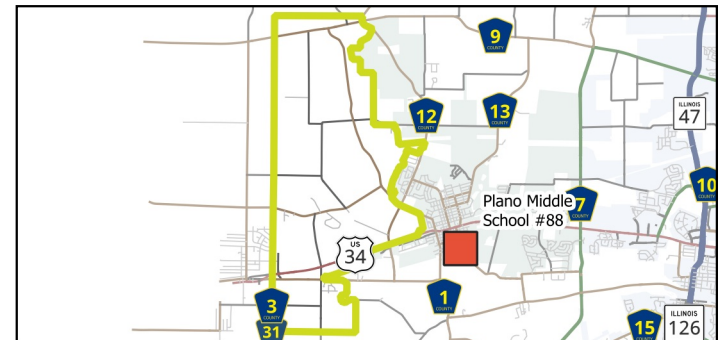 9
COUNTY
ILLINOIS
47
12
COUNTY
13
COUNTY
10
COUNTY
Plano Middle
School #88
7
COUNTY
US
34
3
COUNTY
1
COUNTY
31
15
COUNTY
ILLINOIS
126